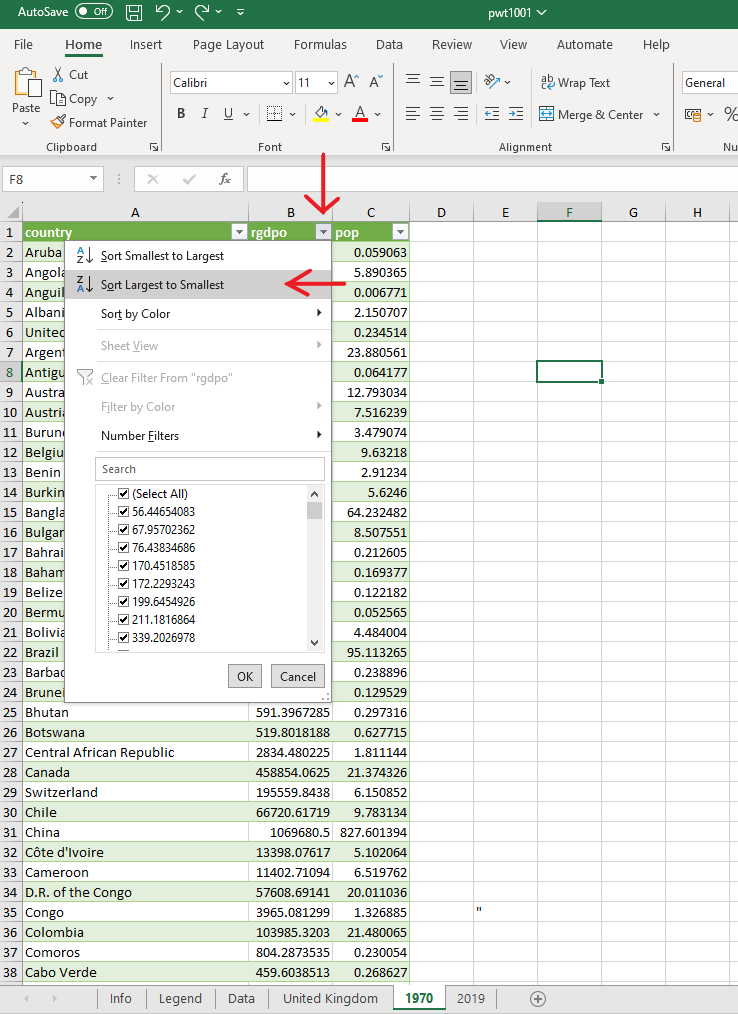 AutoSave Off pwt1001
File Home Insert Page Layout Formulas Data Review View Automate Help
Cut
Copy
Paste
Format Painter
Clipboard
Calibri 11 A A
B I U A
Font
ab Wrap Text
Merge & Center
Alignment
General
%
Nu
F8 fx
A B C D E F G H
1 country rgdpo pop
2 Aruba 0.059063
3 Angola 5.890365
4 Anguil 0.006771
5 Albani 2.150707
6 United 0.234514
7 Argent 23.880561
8 Antigu 0.064177
9 Austra 12.793034
10 Austria 7.516239
11 Burund 3.479074
12 Belgiu 9.63218
13 Benin 2.91234
14 Burkin 5.6246
15 Bangla 64.232482
16 Bulgar 8.507551
17 Bahrai 0.212605
18 Baham 0.169377
19 Belize 0.122182
20 Bermu 0.052565
21 Bolivia 4.484004
22 Brazil 95.113265
23 Barbad 0.238896
24 Brunei 0.129529
Sort Smallest to Largest
Sort Largest to Smallest
Sort by Color
Sheet View
Clear Filter From "rgdpo"
Filter by Color
Number Filters
Search
(Select All)
56.44654083
67.95702362
76.43834686
170.4518585
172.2293243
199.6454926
211.1816864
339.2026978
OK Cancel
25 Bhutan 591.3967285 0.297316
26 Botswana 519.8018188 0.627715
27 Central African Republic 2834.480225 1.811144
28 Canada 458854.0625 21.374326
29 Switzerland 195559.8438 6.150852
30 Chile 66720.61719 9.783134
31 China 1069680.5 827.601394
32 Côte d'Ivoire 13398.07617 5.102064
33 Cameroon 11402.71094 6.519762
34 D.R. of the Congo 57608.69141 20.011036
35 Congo 3965.081299 1.326885 "
36 Colombia 103985.3203 21.480065
37 Comoros 804.2873535 0.230054
38 Cabo Verde 459.6038513 0.268627
Info Legend Data United Kingdom 1970 2019